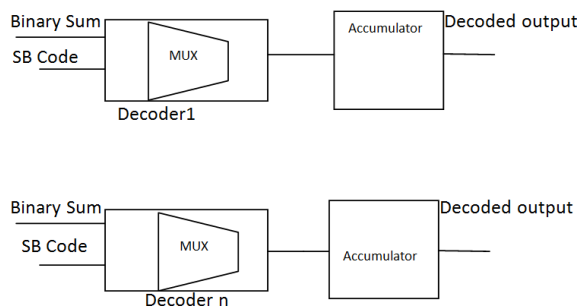 Binary Sum
SB Code
MUX
Decoder1
Accumulator
Decoded output
Binary Sum
SB Code
MUX
Decoder n
Accumulator
Decoded output